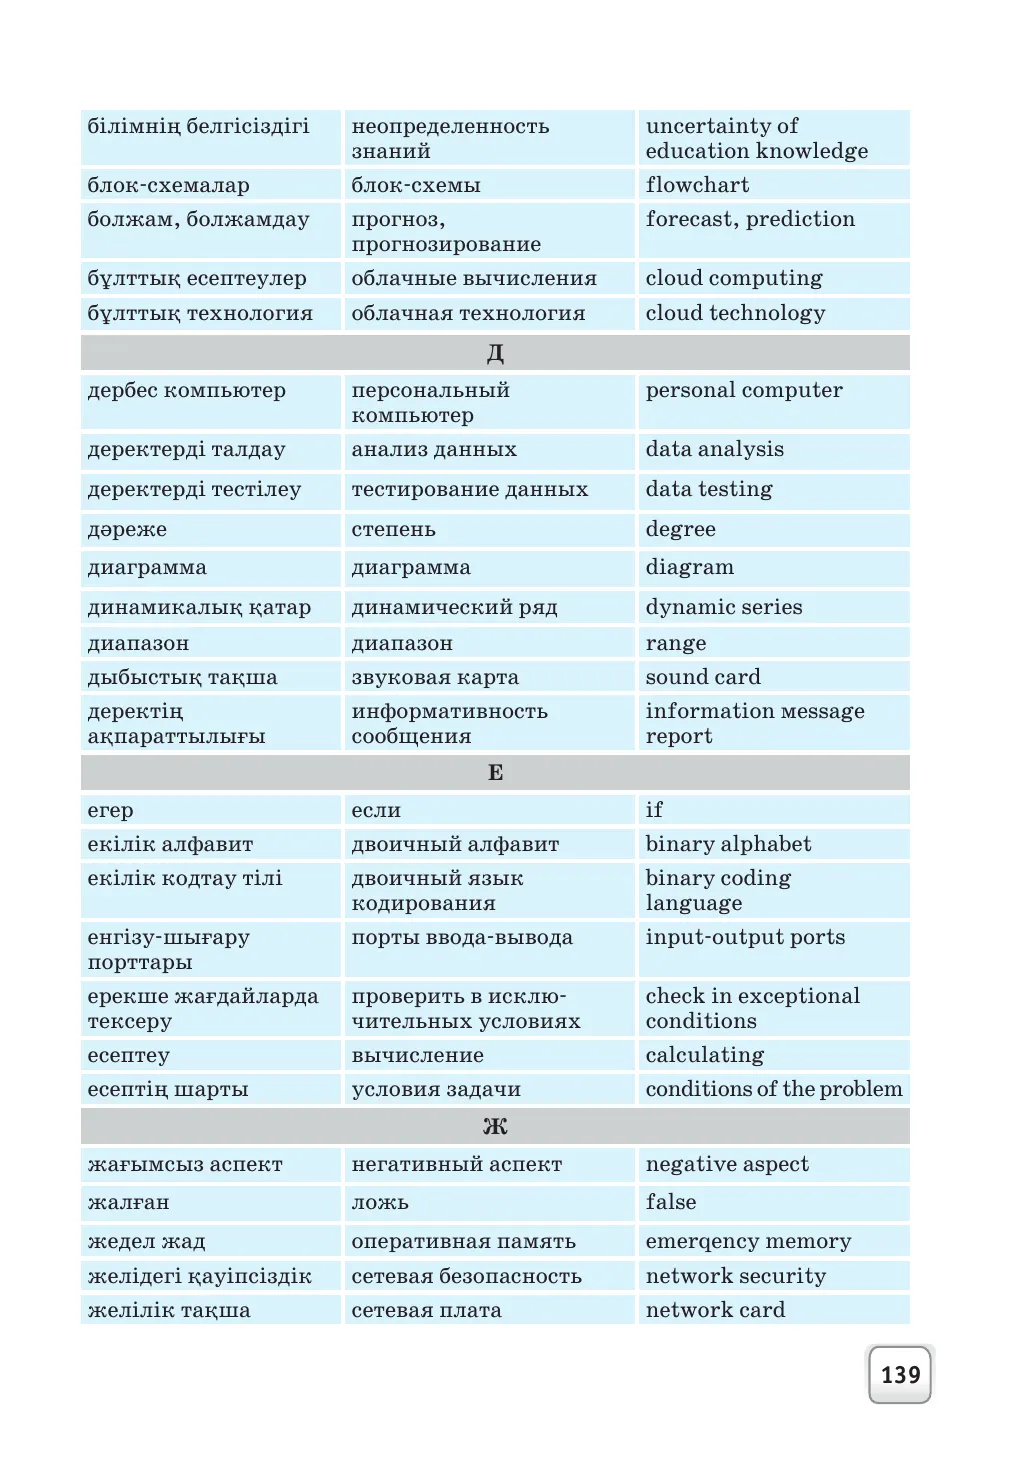 білімнің белгісіздігі неопределенность uncertainty of
знаний education knowledge
блок-схемалар блок-схемы flowchart
болжам, болжамдау прогноз, forecast, prediction
прогнозирование
бұлттық есептеулер облачные вычисления cloud computing
бұлттық технология облачная технология cloud technology
Д
дербес компьютер персональный personal computer
компьютер
деректерді талдау анализ данных data analysis
деректерді тестілеу тестирование данных data testing
дәреже степень degree
диаграмма диаграмма diagram
динамикалық қатар динамический ряд dynamic series
диапазон диапазон range
дыбыстық тақша звуковая карта sound card
деректің информативность information message
ақпараттылығы сообщения report
Е
егер если if
екілік алфавит двоичный алфавит binary alphabet
екілік кодтау тілі двоичный язык binary coding
кодирования language
енгізу-шығару порты ввода-вывода input-output ports
порттары
ерекше жағдайларда проверить в исклю- check in exceptional
тексеру чительных условиях conditions
есептеу вычисление calculating
есептің шарты условия задачи conditions of the problem
Ж
жағымсыз аспект негативный аспект negative aspect
жалған ложь false
жедел жад оперативная память emerqency memory
желідегі қауіпсіздік сетевая безопасность network security
желілік тақша сетевая плата network card
139